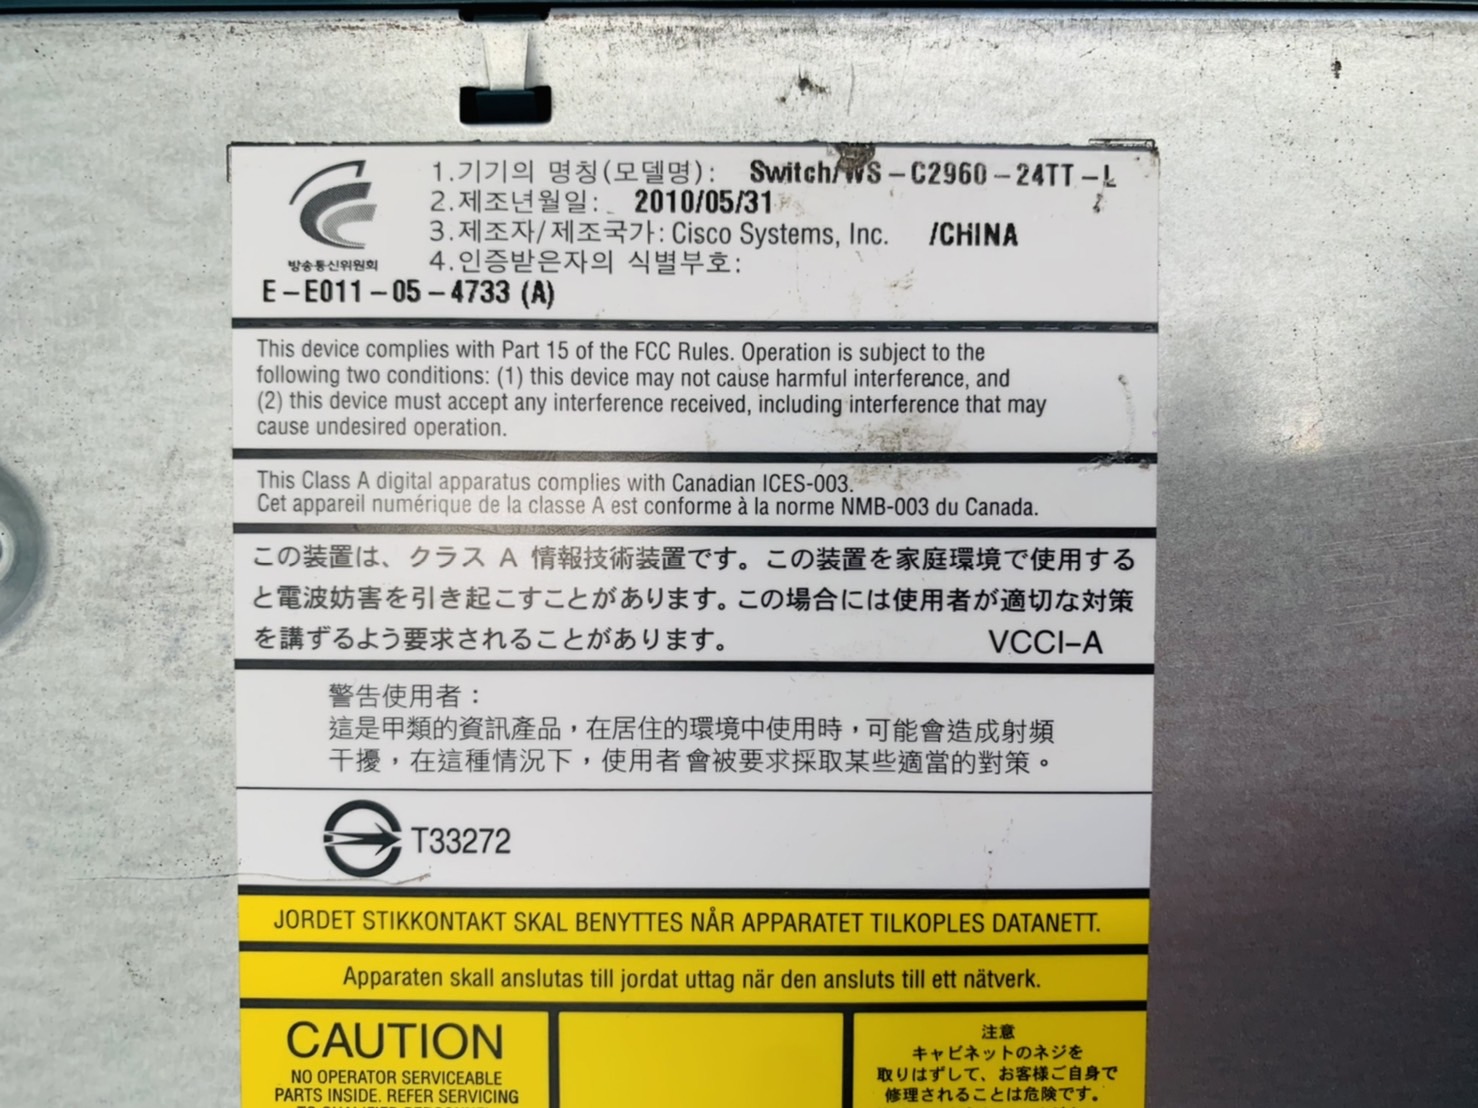 1.기기의 명칭(모델명): Switch/WS-C2960-24TT-L
2.제조년월일: 2010/05/31
3.제조자/제조국가: Cisco Systems, Inc. /CHINA
방송통신위원회 4.인증받은자의 식별부호:
E-E011-05-4733 (A)
This device complies with Part 15 of the FCC Rules. Operation is subject to the
following two conditions: (1) this device may not cause harmful interference, and
(2) this device must accept any interference received, including interference that may
cause undesired operation.
This Class A digital apparatus complies with Canadian ICES-003.
Cet appareil numérique de la classe A est conforme à la norme NMB-003 du Canada.
この装置は、クラス A 情報技術装置です。この装置を家庭環境で使用する
と電波妨害を引き起こすことがあります。この場合には使用者が適切な対策
を講ずるよう要求されることがあります。 VCCI-A
警告使用者：
這是甲類的資訊產品，在居住的環境中使用時，可能會造成射頻
干擾，在這種情況下，使用者會被要求採取某些適當的對策。
T33272
JORDET STIKKONTAKT SKAL BENYTTES NÅR APPARATET TILKOPLES DATANETT.
Apparaten skall anslutas till jordat uttag när den ansluts till ett nätverk.
CAUTION
NO OPERATOR SERVICEABLE
PARTS INSIDE. REFER SERVICING
注意
キャビネットのネジを
取りはずして、お客様ご自身で
修理されることは危険です。